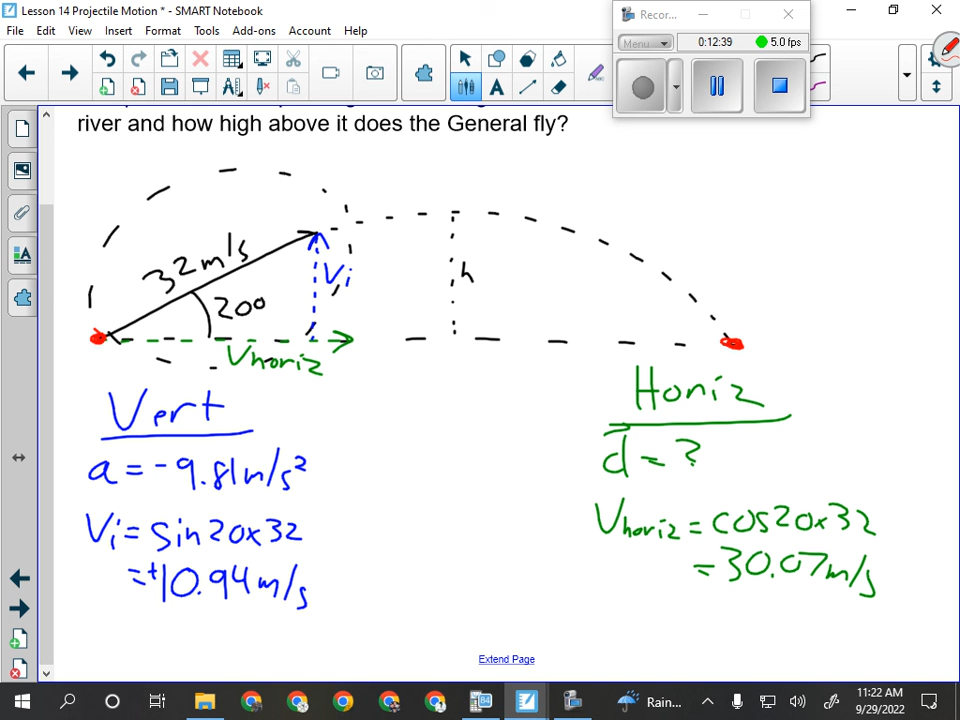 Lesson 14 Projectile Motion * - SMART Notebook
Recor...
File Edit View Insert Format Tools Add-ons Account Help
Menu
0:12:39
5.0 fps
river and how high above it does the General fly?
32m/s
20°
Vi
h
Vhoriz
Vert
a = -9.81m/s²
Vi = sin20x32
= +10.94m/s
Horiz
d = ?
Vhoriz = cos20x32
= 30.07m/s
Extend Page
84
Rain...
11:22 AM
9/29/2022